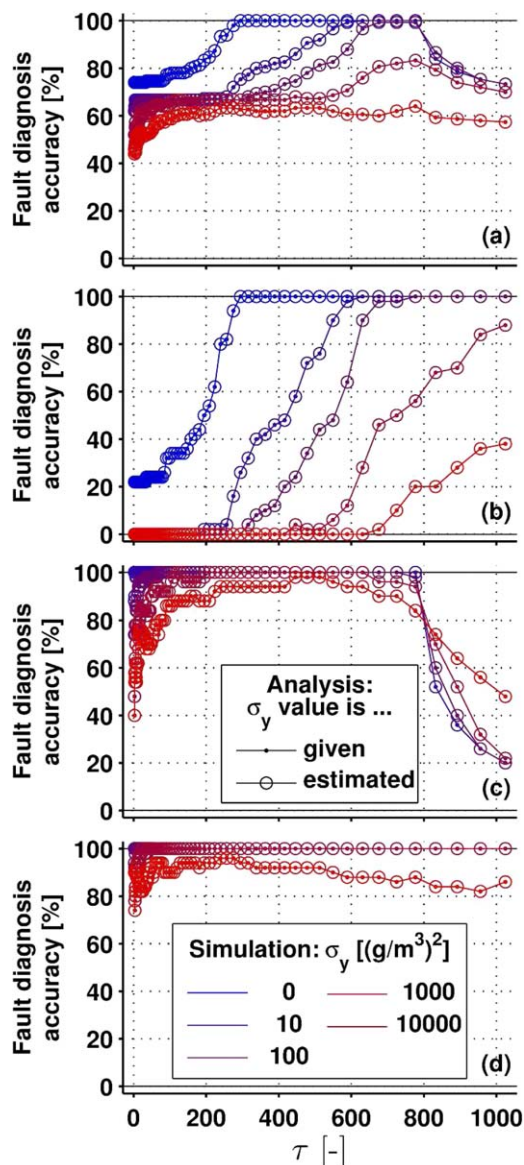 Fault diagnosis
accuracy [%]
100
80
60
40
20
0
(a)
Fault diagnosis
accuracy [%]
100
80
60
40
20
0
(b)
Fault diagnosis
accuracy [%]
100
80
60
40
20
0
Analysis:
σy value is ...
given
estimated
(c)
Fault diagnosis
accuracy [%]
100
80
60
40
20
0
Simulation: σy [(g/m³)²]
0 1000
10 10000
100
(d)
0 200 400 600 800 1000
τ [-]